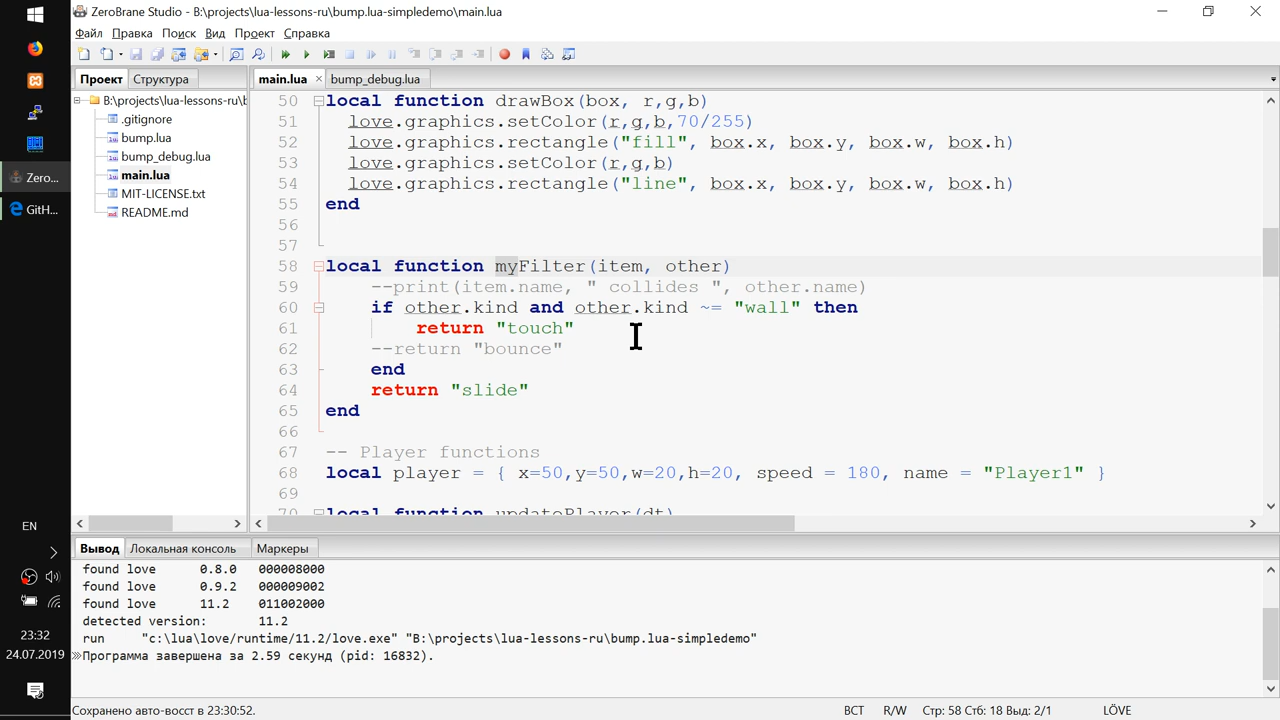 ZeroBrane Studio - B:\projects\lua-lessons-ru\bump.lua-simpledemo\main.lua
Файл Правка Поиск Вид Проект Справка
Проект Структура
main.lua bump_debug.lua
B:\projects\lua-lessons-ru\b
.gitignore
bump.lua
bump_debug.lua
main.lua
MIT-LICENSE.txt
README.md
Zero...
GitH...
50 local function drawBox(box, r,g,b)
51 love.graphics.setColor(r,g,b,70/255)
52 love.graphics.rectangle("fill", box.x, box.y, box.w, box.h)
53 love.graphics.setColor(r,g,b)
54 love.graphics.rectangle("line", box.x, box.y, box.w, box.h)
55 end
56
57
58 local function myFilter(item, other)
59 --print(item.name, " collides ", other.name)
60 if other.kind and other.kind ~= "wall" then
61 return "touch"
62 --return "bounce"
63 end
64 return "slide"
65 end
66
67 -- Player functions
68 local player = { x=50,y=50,w=20,h=20, speed = 180, name = "Player1" }
69
70 local function updatePlayer(dt)
Вывод Локальная консоль Маркеры
found love 0.8.0 000008000
found love 0.9.2 000009002
found love 11.2 011002000
detected version: 11.2
run "c:\lua\love/runtime/11.2/love.exe" "B:\projects\lua-lessons-ru\bump.lua-simpledemo"
Программа завершена за 2.59 секунд (pid: 16832).
EN
23:32
24.07.2019
Сохранено авто-восст в 23:30:52.
ВСТ R/W Стр: 58 Стб: 18 Выд: 2/1 LÖVE